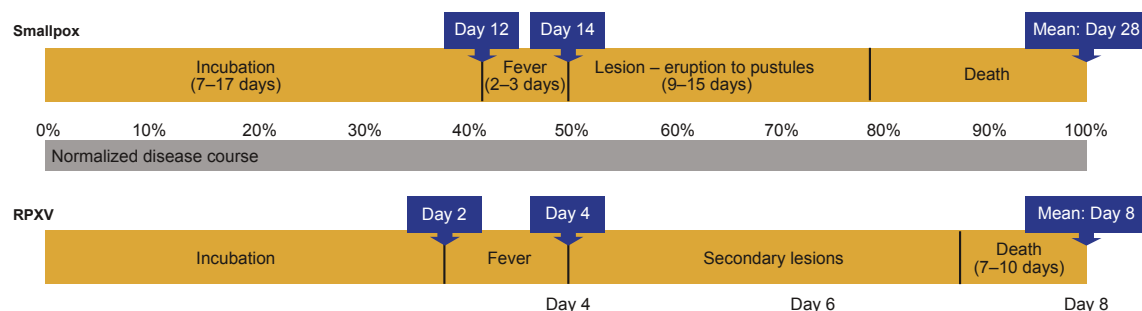 Smallpox
Day 12 Day 14 Mean: Day 28
Incubation Fever Lesion – eruption to pustules Death
(7–17 days) (2–3 days) (9–15 days)
0% 10% 20% 30% 40% 50% 60% 70% 80% 90% 100%
Normalized disease course
RPXV
Day 2 Day 4 Mean: Day 8
Incubation Fever Secondary lesions Death
(7–10 days)
Day 4 Day 6 Day 8